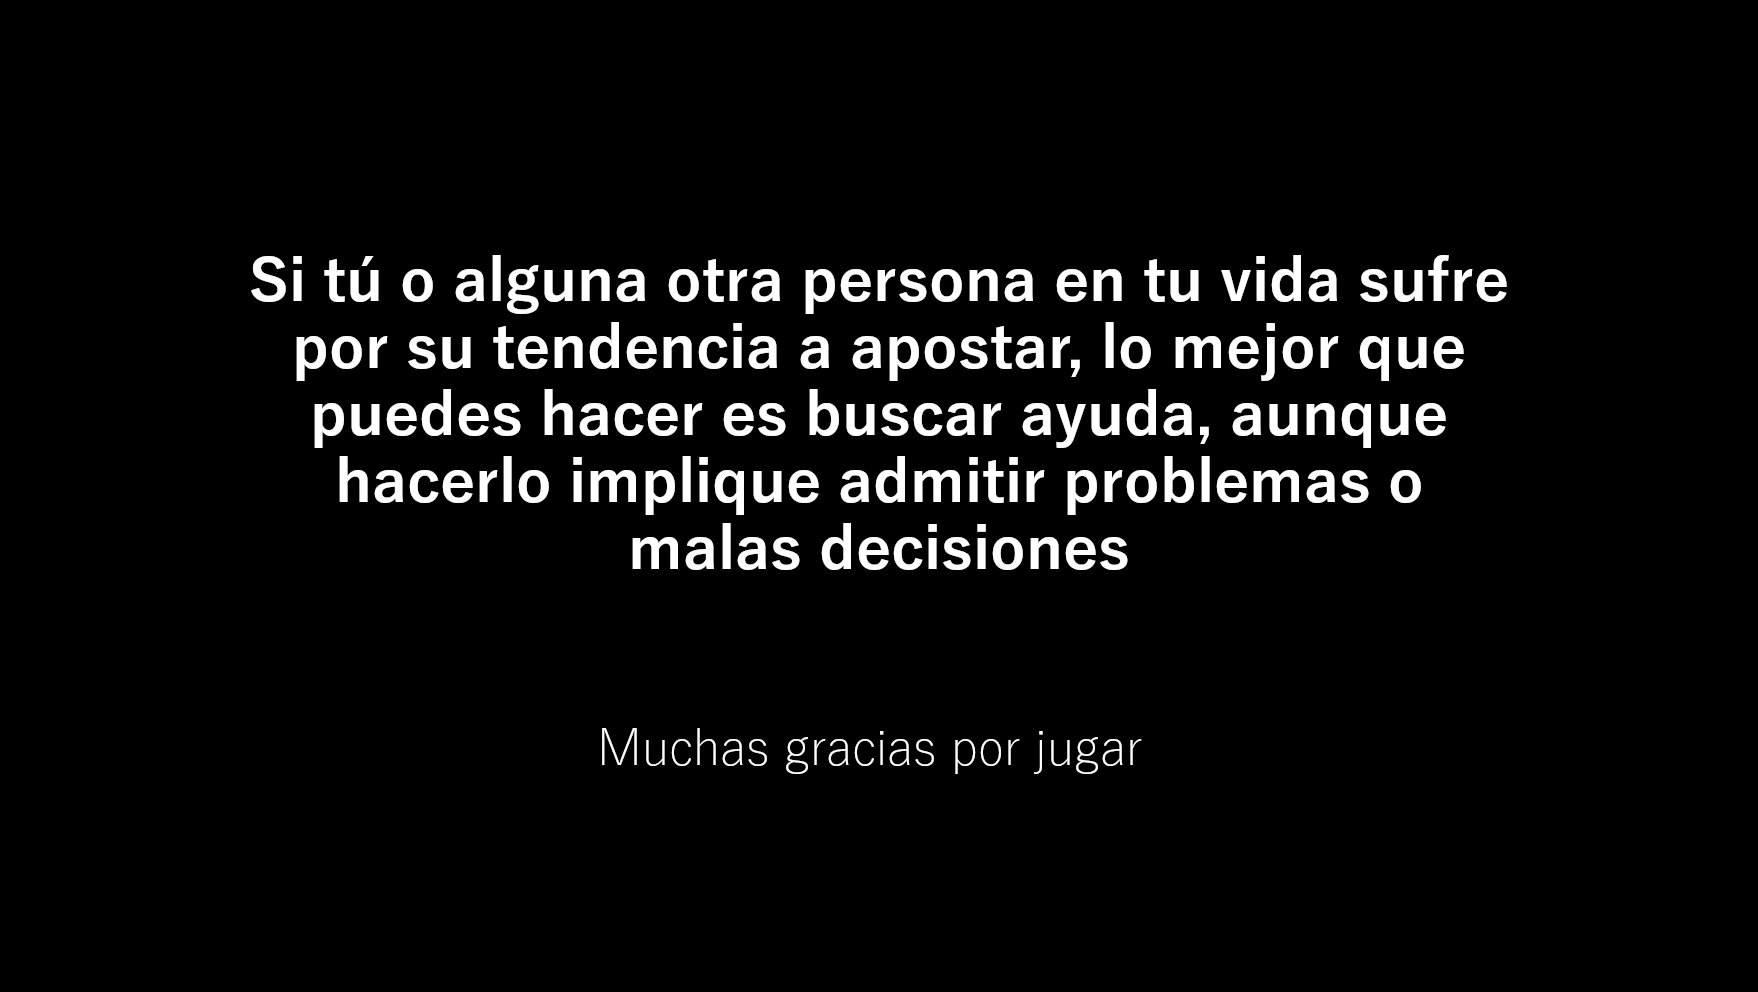 Si tú o alguna otra persona en tu vida sufre
por su tendencia a apostar, lo mejor que
puedes hacer es buscar ayuda, aunque
hacerlo implique admitir problemas o
malas decisiones
Muchas gracias por jugar